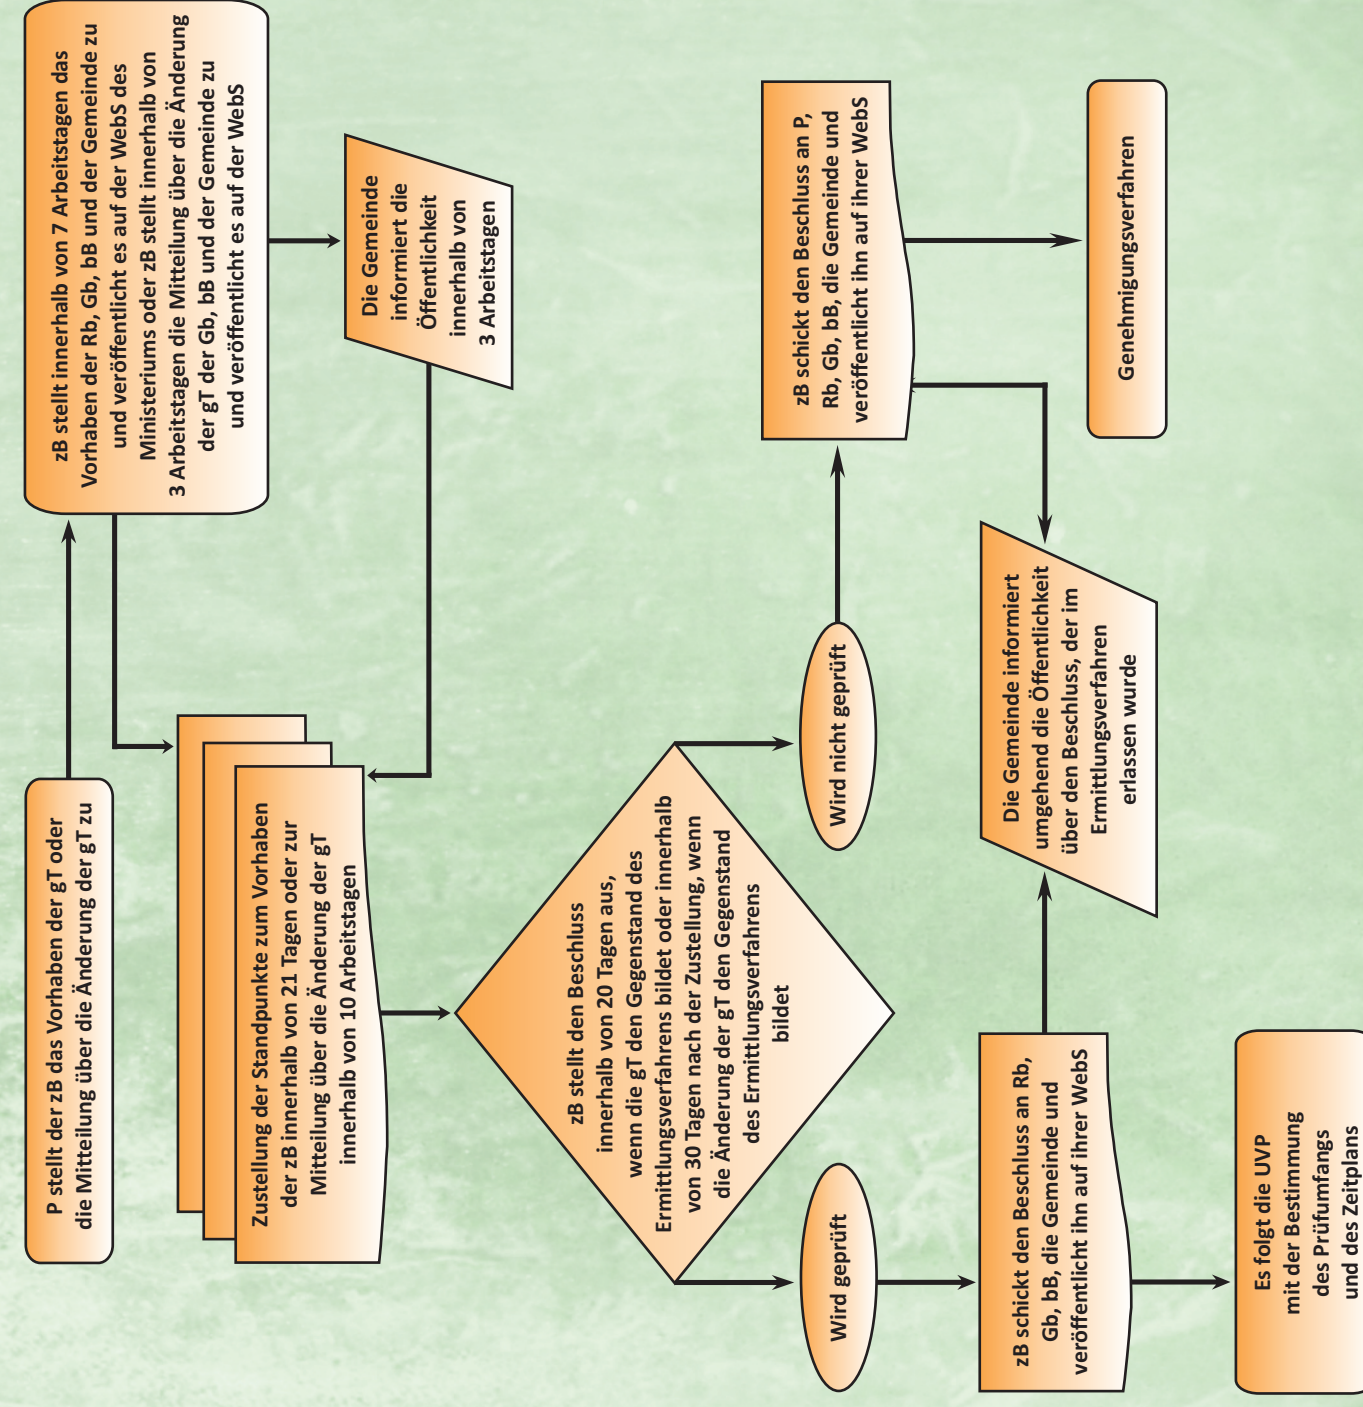 P stellt der zB das Vorhaben der gT oder
die Mitteilung über die Änderung der gT zu
zB stellt innerhalb von 7 Arbeitstagen das
Vorhaben der Rb, Gb, bB und der Gemeinde zu
und veröffentlicht es auf der WebS des
Ministeriums oder zB stellt innerhalb von
3 Arbeitstagen die Mitteilung über die Änderung
der gT der Gb, bB und der Gemeinde zu
und veröffentlicht es auf der WebS
Die Gemeinde
informiert die
Öffentlichkeit
innerhalb von
3 Arbeitstagen
Zustellung der Standpunkte zum Vorhaben
der zB innerhalb von 21 Tagen oder zur
Mitteilung über die Änderung der gT
innerhalb von 10 Arbeitstagen
zB stellt den Beschluss
innerhalb von 20 Tagen aus,
wenn die gT den Gegenstand des
Ermittlungsverfahrens bildet oder innerhalb
von 30 Tagen nach der Zustellung, wenn
die Änderung der gT den Gegenstand
des Ermittlungsverfahrens
bildet
Wird geprüft
Wird nicht geprüft
zB schickt den Beschluss an P,
Rb, Gb, bB, die Gemeinde und
veröffentlicht ihn auf ihrer WebS
zB schickt den Beschluss an Rb,
Gb, bB, die Gemeinde und
veröffentlicht ihn auf ihrer WebS
Die Gemeinde informiert
umgehend die Öffentlichkeit
über den Beschluss, der im
Ermittlungsverfahren
erlassen wurde
Genehmigungsverfahren
Es folgt die UVP
mit der Bestimmung
des Prüfumfangs
und des Zeitplans